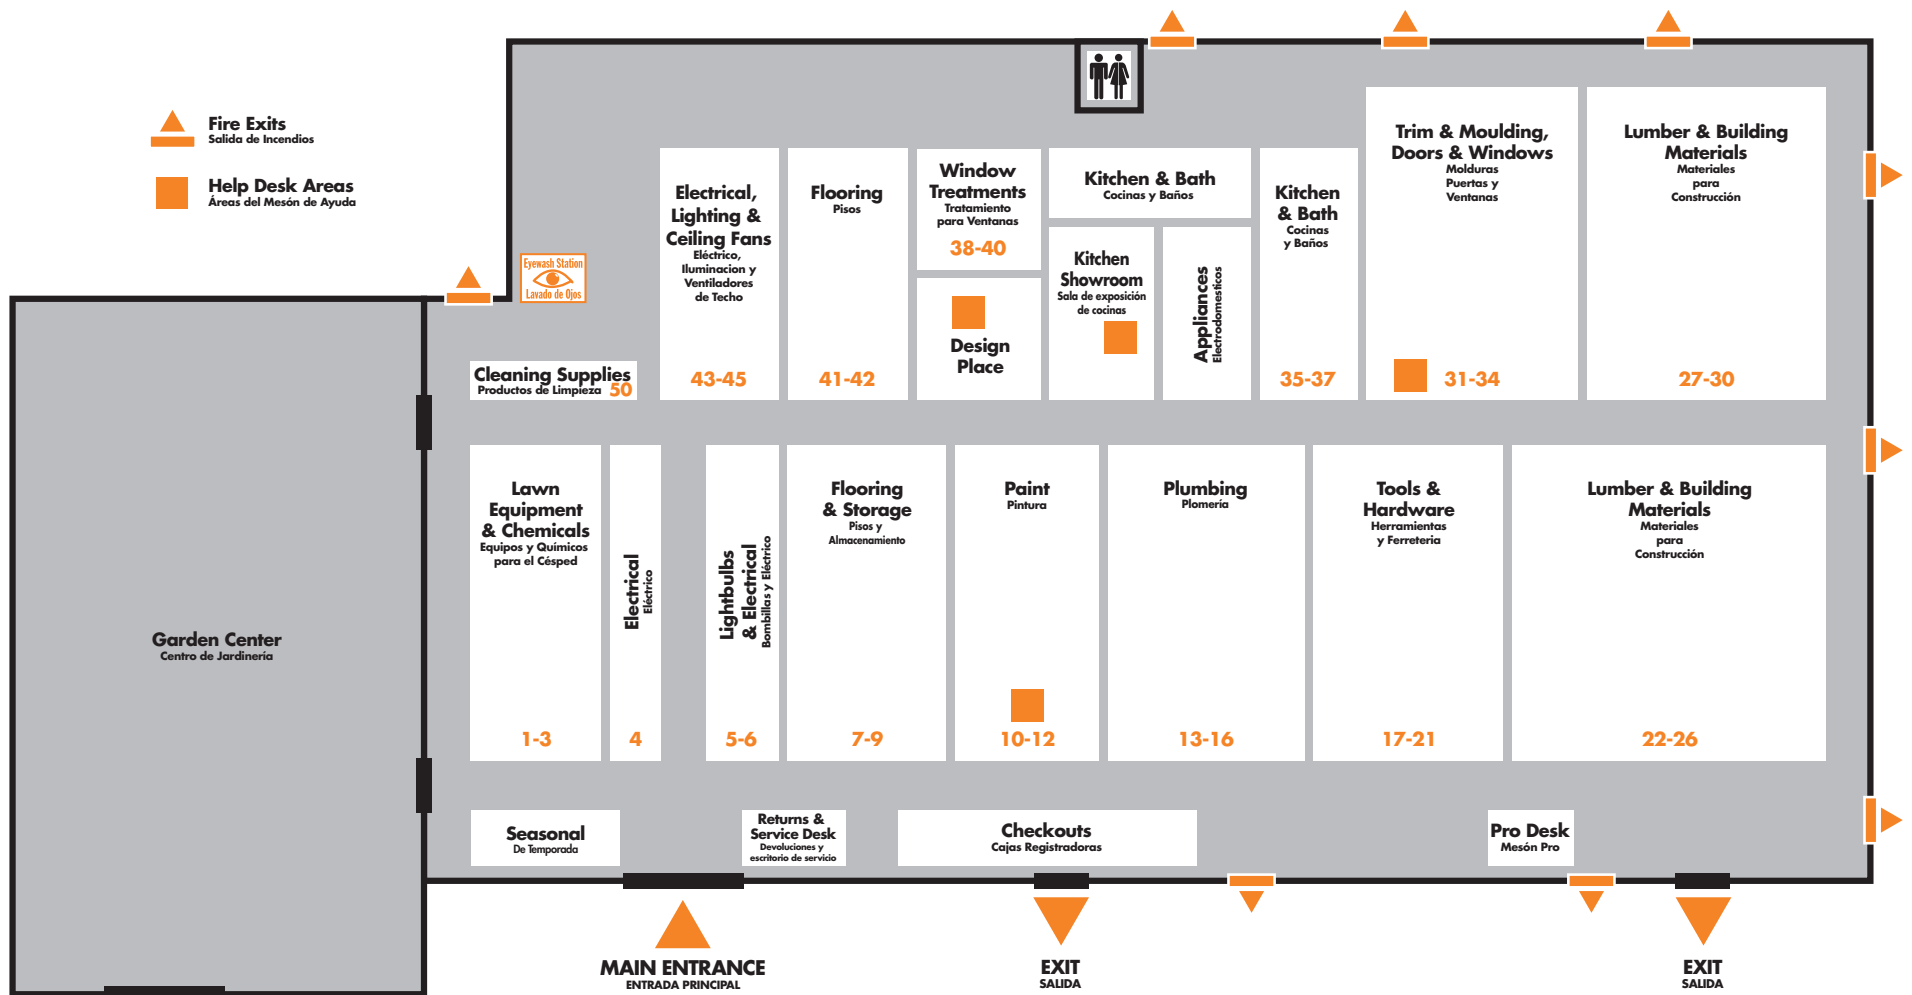 Fire Exits
Salida de Incendios
Help Desk Areas
Áreas del Mesón de Ayuda
Eyewash Station
Lavado de Ojos
Electrical,
Lighting &
Ceiling Fans
Eléctrico,
Iluminacion y
Ventiladores
de Techo
43-45
Flooring
Pisos
41-42
Window
Treatments
Tratamiento
para Ventanas
38-40
Design
Place
Kitchen & Bath
Cocinas y Baños
Kitchen
Showroom
Sala de exposición
de cocinas
Appliances
Electrodomesticos
Kitchen
& Bath
Cocinas
y Baños
35-37
Trim & Moulding,
Doors & Windows
Molduras
Puertas y
Ventanas
31-34
Lumber & Building
Materials
Materiales
para
Construcción
27-30
Cleaning Supplies
Productos de Limpieza 50
Garden Center
Centro de Jardinería
Lawn
Equipment
& Chemicals
Equipos y Químicos
para el Césped
1-3
Electrical
Eléctrico
4
Lightbulbs
& Electrical
Bombillas y Eléctrico
5-6
Flooring
& Storage
Pisos y
Almacenamiento
7-9
Paint
Pintura
10-12
Plumbing
Plomería
13-16
Tools &
Hardware
Herramientas
y Ferreteria
17-21
Lumber & Building
Materials
Materiales
para
Construcción
22-26
Seasonal
De Temporada
Returns &
Service Desk
Devoluciones y
escritorio de servicio
Checkouts
Cajas Registradoras
Pro Desk
Mesón Pro
MAIN ENTRANCE
ENTRADA PRINCIPAL
EXIT
SALIDA
EXIT
SALIDA